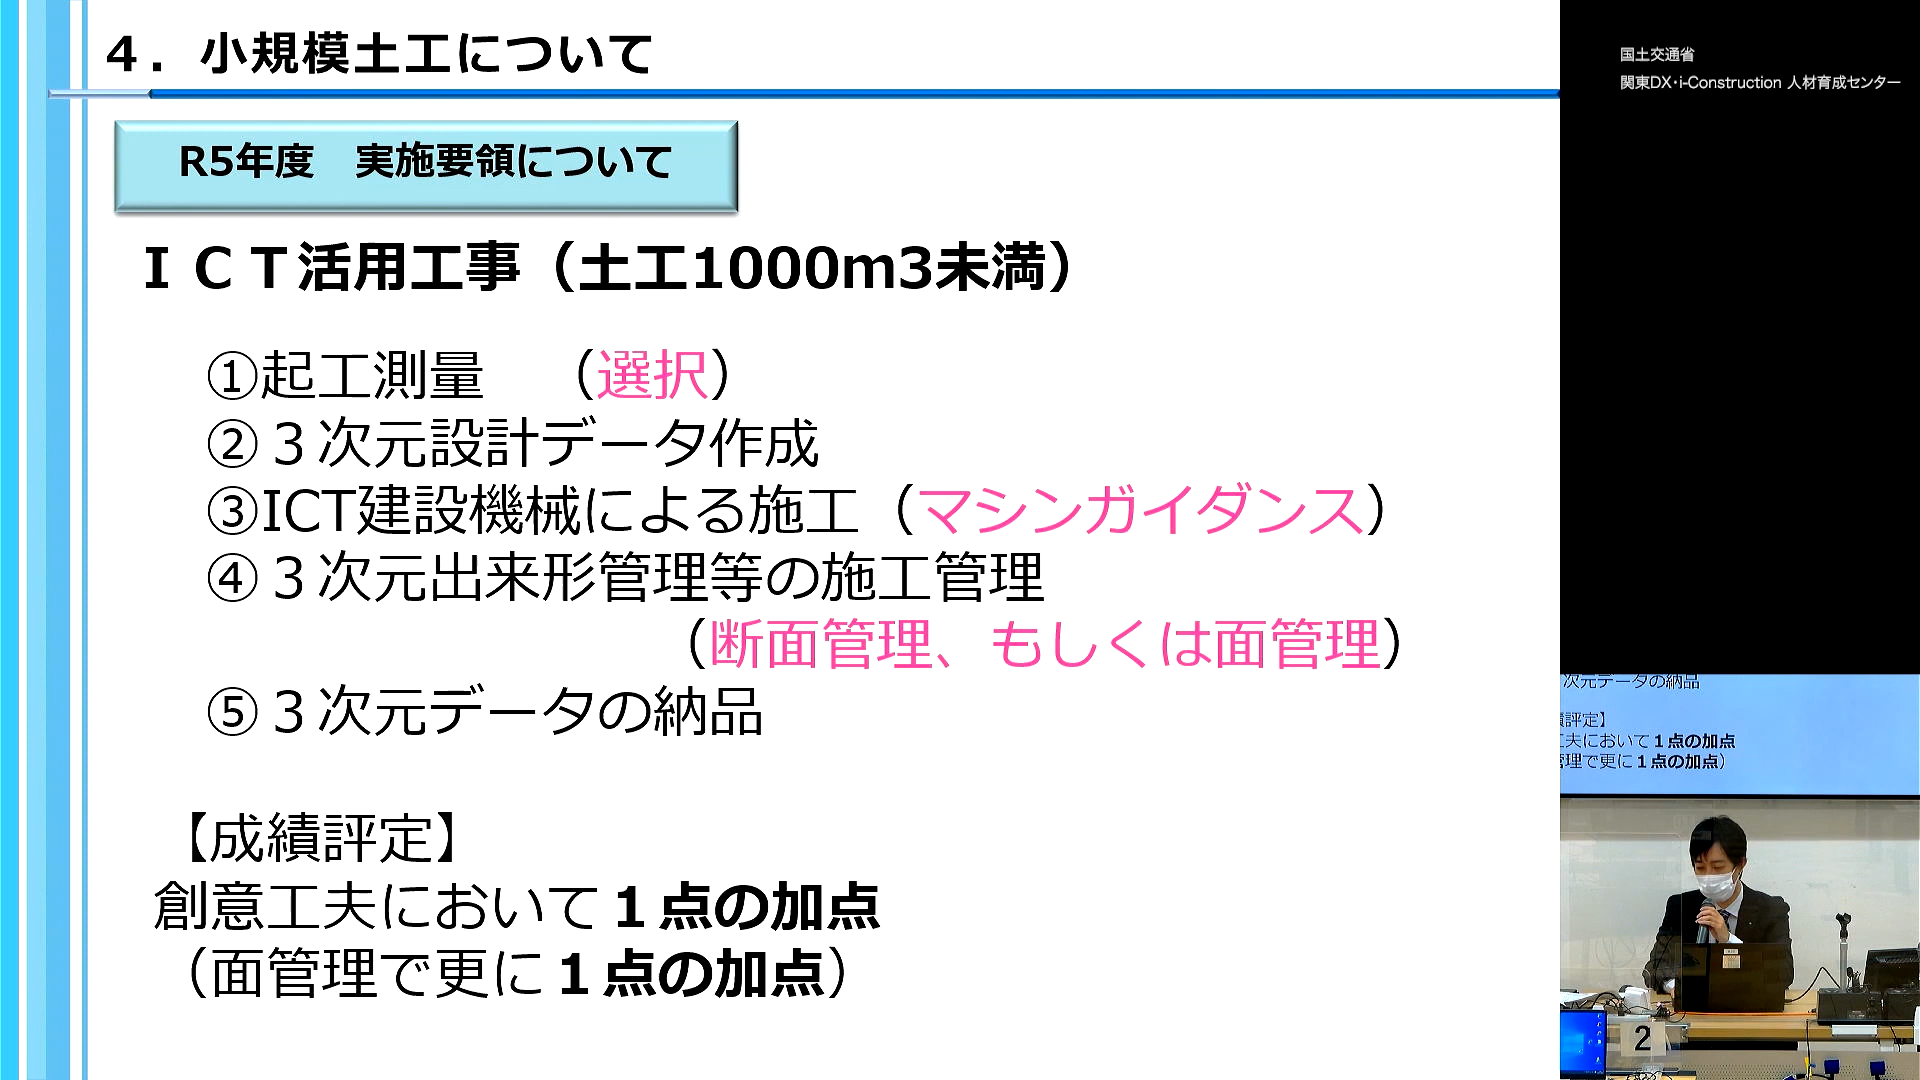 ４．小規模土工について
R5年度　実施要領について
ＩＣＴ活用工事（土工1000m3未満）
①起工測量　（選択）
②３次元設計データ作成
③ICT建設機械による施工（マシンガイダンス）
④３次元出来形管理等の施工管理
（断面管理、もしくは面管理）
⑤３次元データの納品
【成績評定】
創意工夫において１点の加点
（面管理で更に１点の加点）
国土交通省
関東DX・i-Construction 人材育成センター
次元データの納品
評定】
夫において１点の加点
理で更に１点の加点）
2